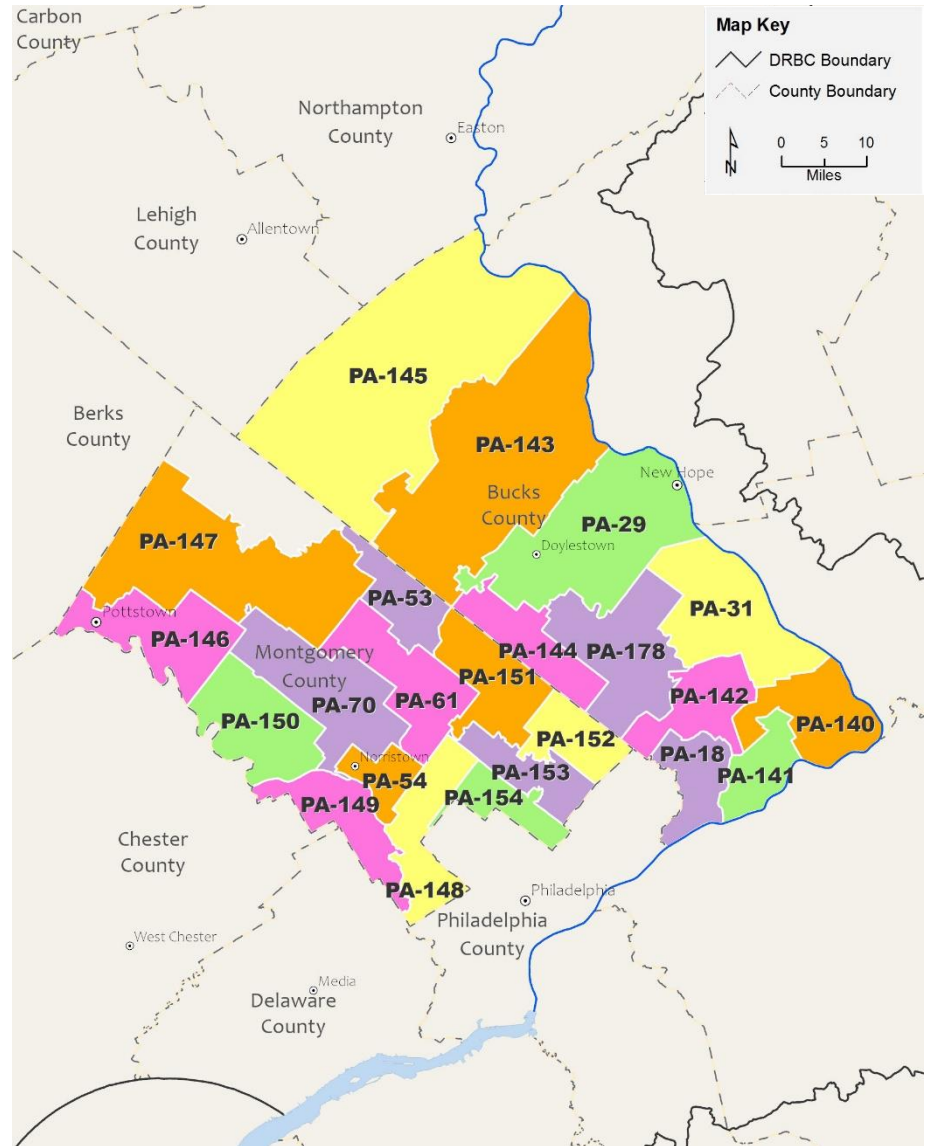 Carbon
County
Map Key
DRBC Boundary
County Boundary
N
0 5 10
Miles
Northampton
County
Easton
Lehigh
County
Allentown
PA-145
Berks
County
PA-143
New Hope
Bucks
County
PA-29
PA-147
Doylestown
PA-53
PA-31
Pottstown
PA-146
PA-144
PA-178
Montgomery
County
PA-151
PA-142
PA-61
PA-70
PA-150
PA-140
PA-152
PA-18
Norristown
PA-153
PA-141
PA-54
PA-154
PA-149
Chester
County
PA-148
Philadelphia
Philadelphia
County
West Chester
Media
Delaware
County